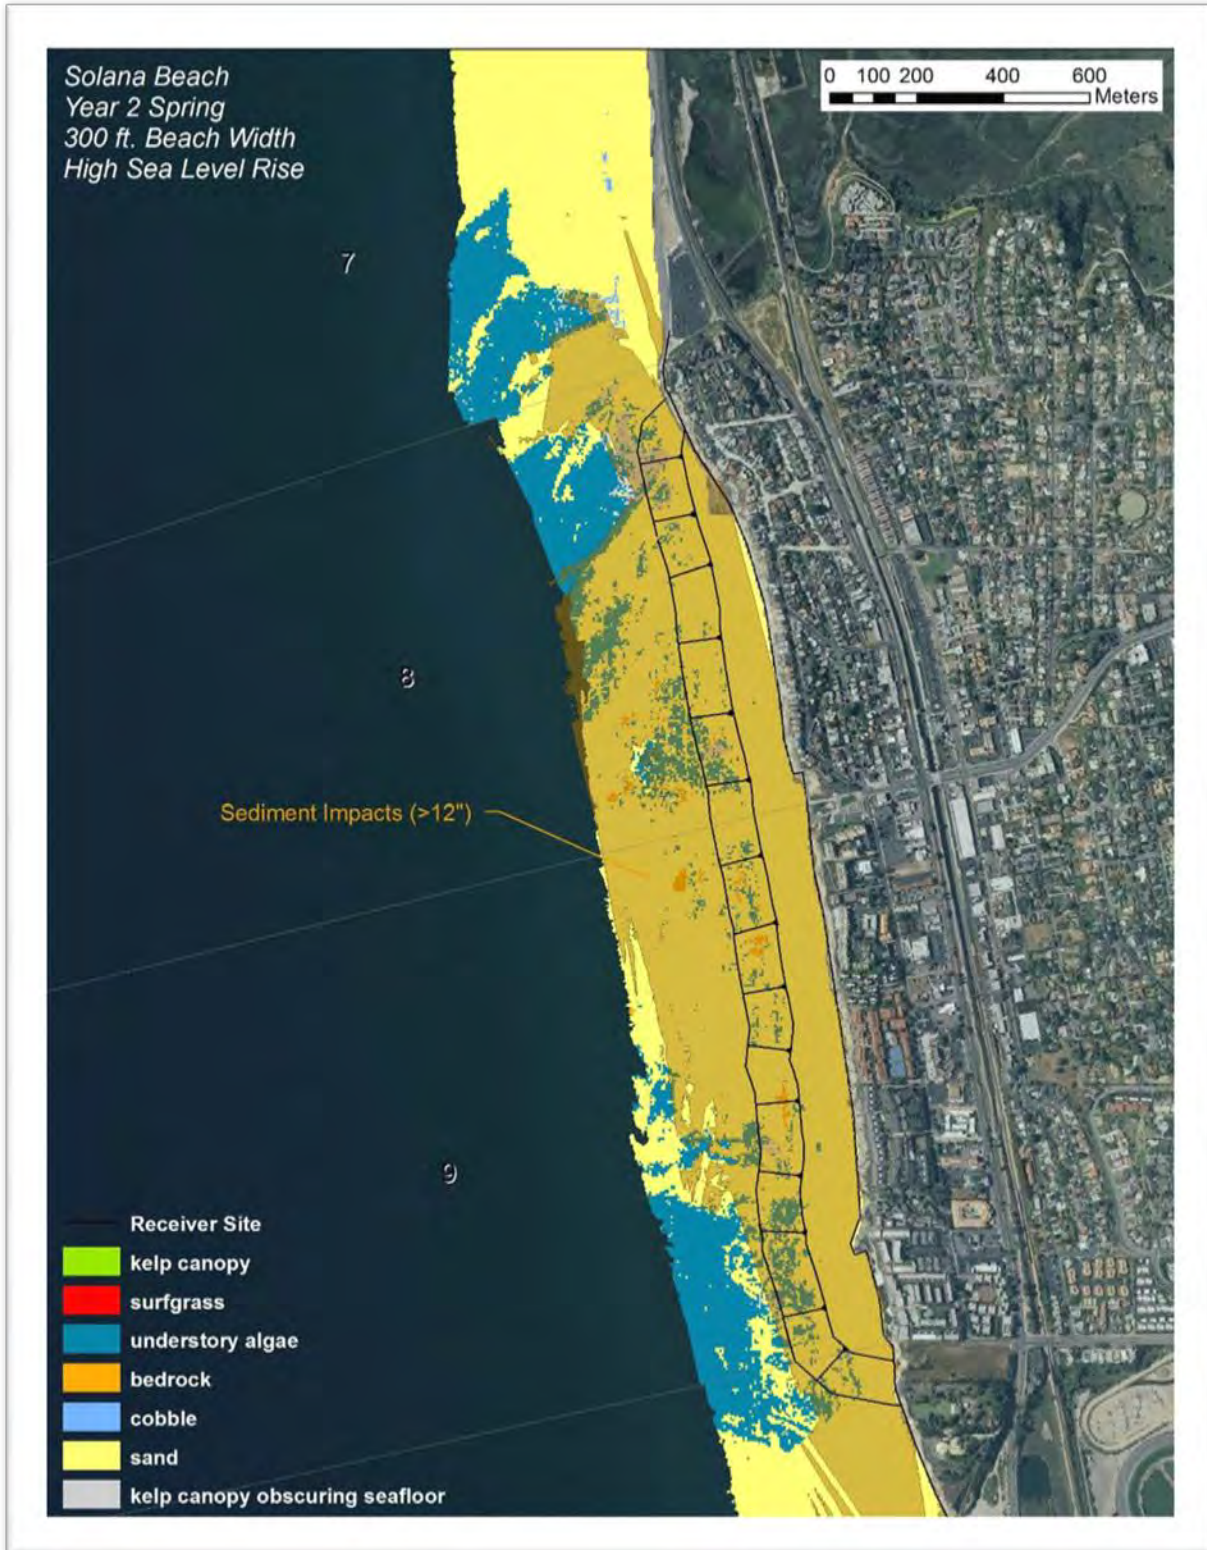 Solana Beach
Year 2 Spring
300 ft. Beach Width
High Sea Level Rise
0 100 200 400 600
Meters
7
8
Sediment Impacts (>12")
9
Receiver Site
kelp canopy
surfgrass
understory algae
bedrock
cobble
sand
kelp canopy obscuring seafloor